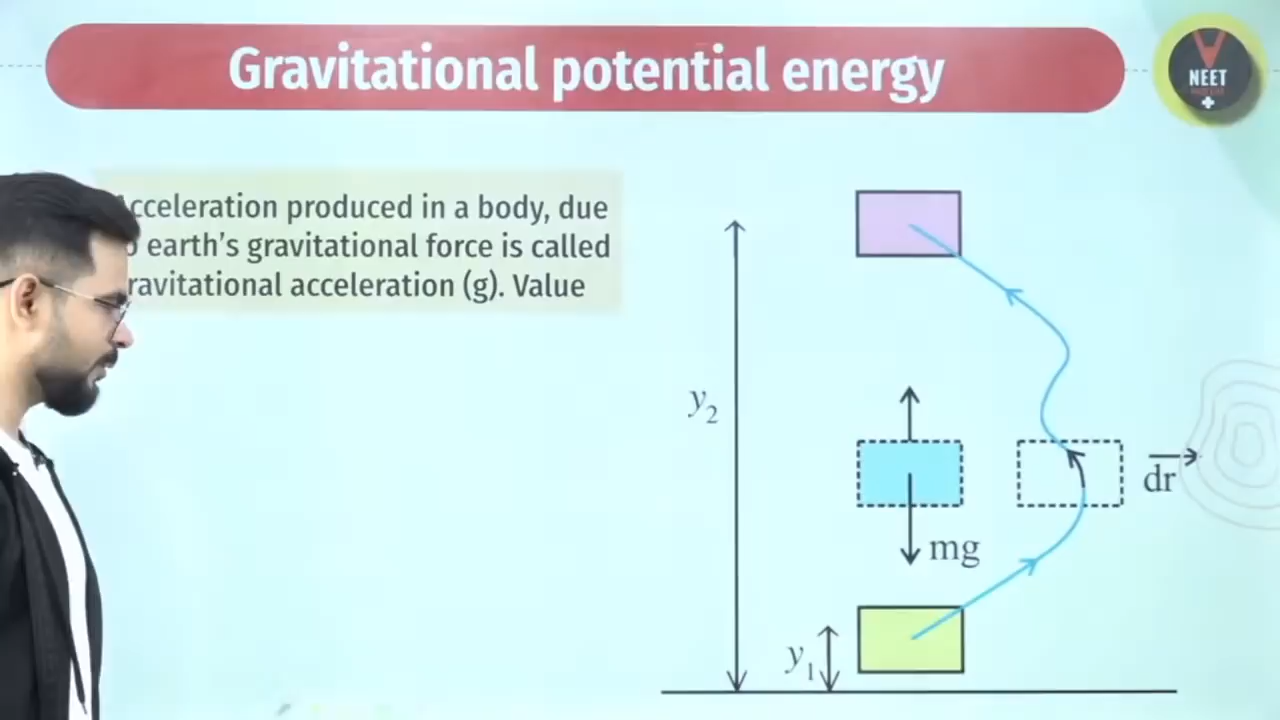 Gravitational potential energy
NEET
cceleration produced in a body, due
earth's gravitational force is called
ravitational acceleration (g). Value
y₂
dr
mg
y₁